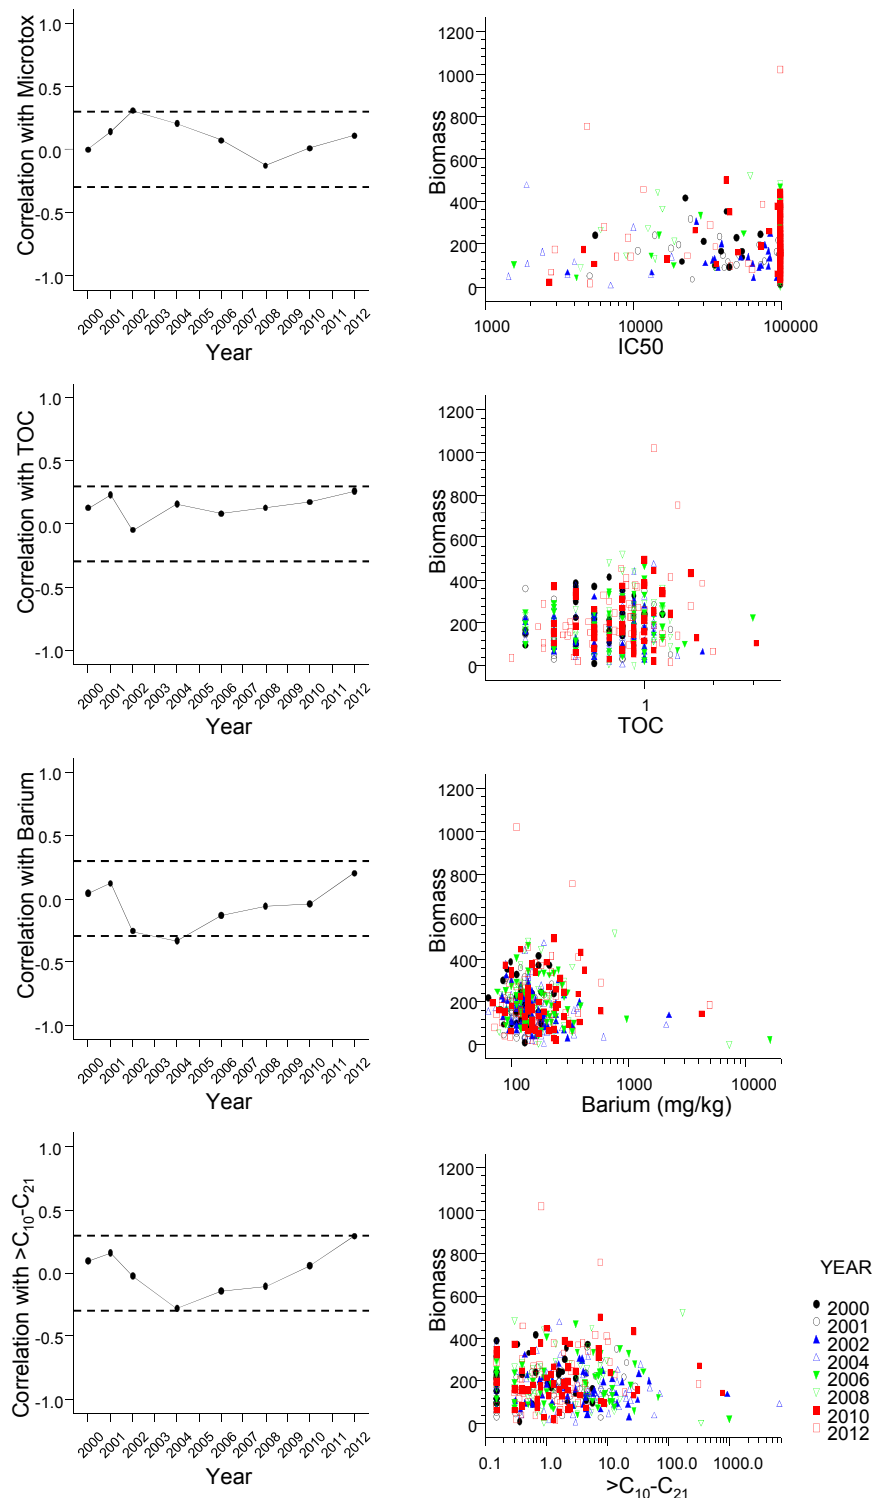 Correlation with Microtox
1.0
0.5
0.0
-0.5
-1.0
2000 2001 2002 2003 2004 2005 2006 2007 2008 2009 2010 2011 2012
Year
Biomass
1200
1000
800
600
400
200
0
1000 10000 100000
IC50
Correlation with TOC
1.0
0.5
0.0
-0.5
-1.0
2000 2001 2002 2003 2004 2005 2006 2007 2008 2009 2010 2011 2012
Year
Biomass
1200
1000
800
600
400
200
0
1
TOC
Correlation with Barium
1.0
0.5
0.0
-0.5
-1.0
2000 2001 2002 2003 2004 2005 2006 2007 2008 2009 2010 2011 2012
Year
Biomass
1200
1000
800
600
400
200
0
100 1000 10000
Barium (mg/kg)
Correlation with >C₁₀-C₂₁
1.0
0.5
0.0
-0.5
-1.0
2000 2001 2002 2003 2004 2005 2006 2007 2008 2009 2010 2011 2012
Year
Biomass
1200
1000
800
600
400
200
0
0.1 1.0 10.0 100.0 1000.0
>C₁₀-C₂₁
YEAR
2000
2001
2002
2004
2006
2008
2010
2012